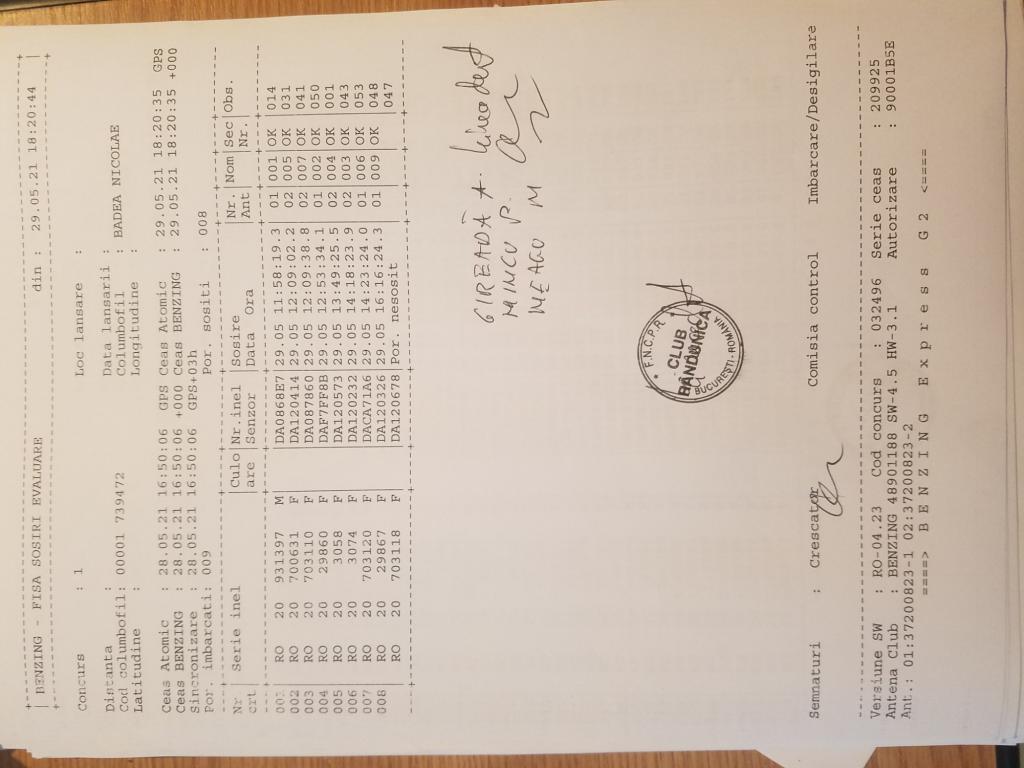 | BENZING - FISA SOSIRI EVALUARE din : 29.05.21 18:20:44 |
Concurs : 1 Loc lansare :
Distanta : Data lansarii :
Cod columbofil: 00001 739472 Columbofil : BADEA NICOLAE
Latitudine : Longitudine :
Ceas Atomic : 28.05.21 16:50:06 GPS Ceas Atomic : 29.05.21 18:20:35 GPS
Ceas BENZING : 28.05.21 16:50:06 +000 Ceas BENZING : 29.05.21 18:20:35 +000
Sincronizare : 28.05.21 16:50:06 GPS+03h
Por. imbarcati: 009 Por. sositi : 008
Nr | Serie inel |Culo|Nr.inel |Sosire |Nr. |Nom |Sec|Obs.
crt| |are |Senzor |Data Ora |Ant | |Nr.|
001 RO 20 931397 M |DA0868E7|29.05 11:58:19.3 01|001|OK |014
002 RO 20 700631 F |DA120414|29.05 12:09:02.2 02|005|OK |031
003 RO 20 703110 F |DA087860|29.05 12:09:38.8 02|007|OK |041
004 RO 20 29860 F |DAF7FF8B|29.05 12:53:34.1 01|002|OK |050
005 RO 20 3058 F |DA120573|29.05 13:49:25.5 02|004|OK |001
006 RO 20 3074 F |DA120232|29.05 14:18:23.9 02|003|OK |043
007 RO 20 703120 F |DACA71A6|29.05 14:23:24.0 01|006|OK |053
008 RO 20 29867 F |DA120326|29.05 16:16:24.3 01|009|OK |048
RO 20 703118 F |DA120678|Por. nesosit 047
GIREADĂ A.
MINCU P.
NEAGU M
F.N.C.P.R.
CLUB
BANDUNICA
BUCUREȘTI-ROMANIA
Semnaturi : Crescator Comisia control Imbarcare/Desigilare
Versiune SW : RO-04.23 Cod concurs : 032496 Serie ceas : 209925
Antena Club : BENZING 48901188 SW-4.5 HW-3.1 Autorizare : 90001B5E
Ant.: 01:37200823-1 02:37200823-2
====> B E N Z I N G E x p r e s s G 2 <====